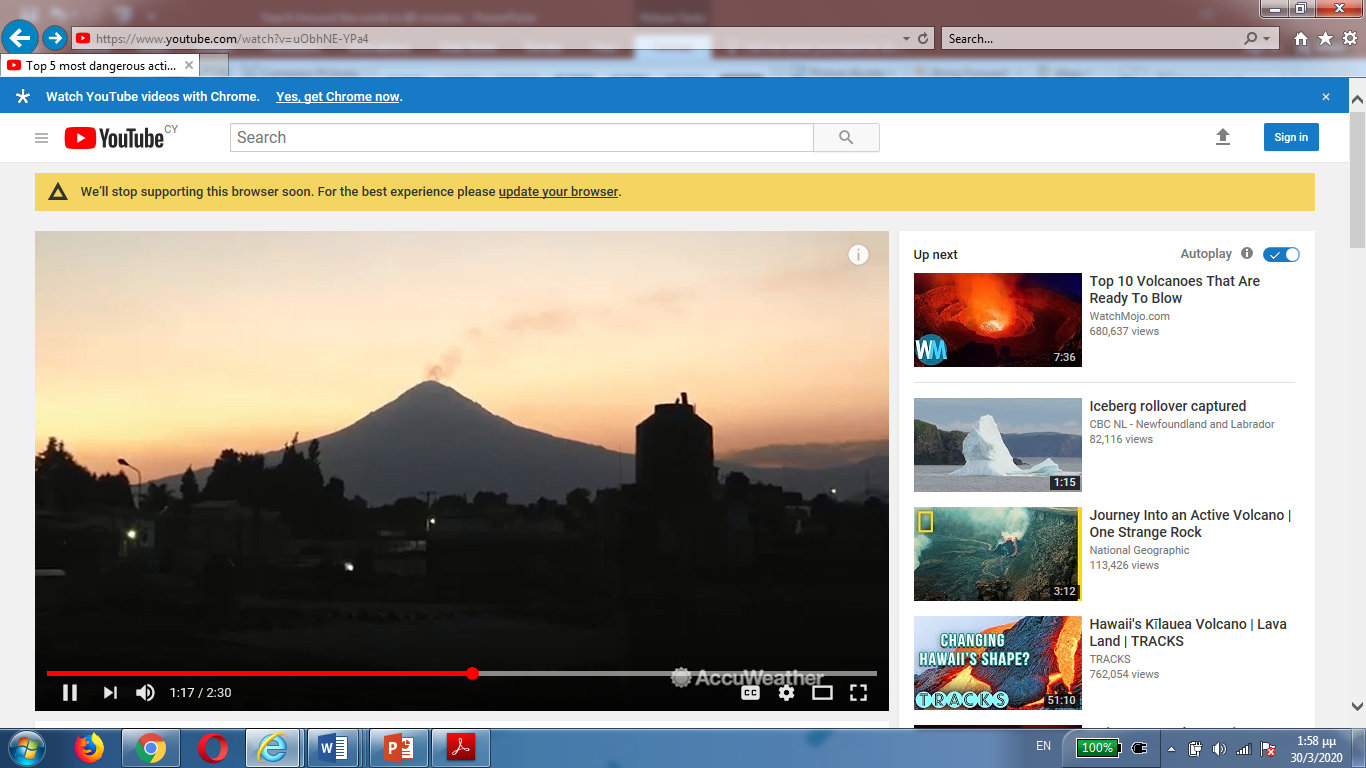 https://www.youtube.com/watch?v=uObhNE-YPa4
Search...
Top 5 most dangerous acti...
Watch YouTube videos with Chrome. Yes, get Chrome now.
YouTube CY
Search
Sign in
We'll stop supporting this browser soon. For the best experience please update your browser.
Up next
Autoplay
Top 10 Volcanoes That Are
Ready To Blow
WatchMojo.com
680,637 views
WM
7:36
Iceberg rollover captured
CBC NL - Newfoundland and Labrador
82,116 views
1:15
Journey Into an Active Volcano |
One Strange Rock
National Geographic
113,426 views
3:12
Hawaii's Kīlauea Volcano | Lava
Land | TRACKS
TRACKS
762,054 views
CHANGING
HAWAII'S SHAPE?
TRACKS
51:10
AccuWeather
1:17 / 2:30
CC
EN
100%
1:58 μμ
30/3/2020